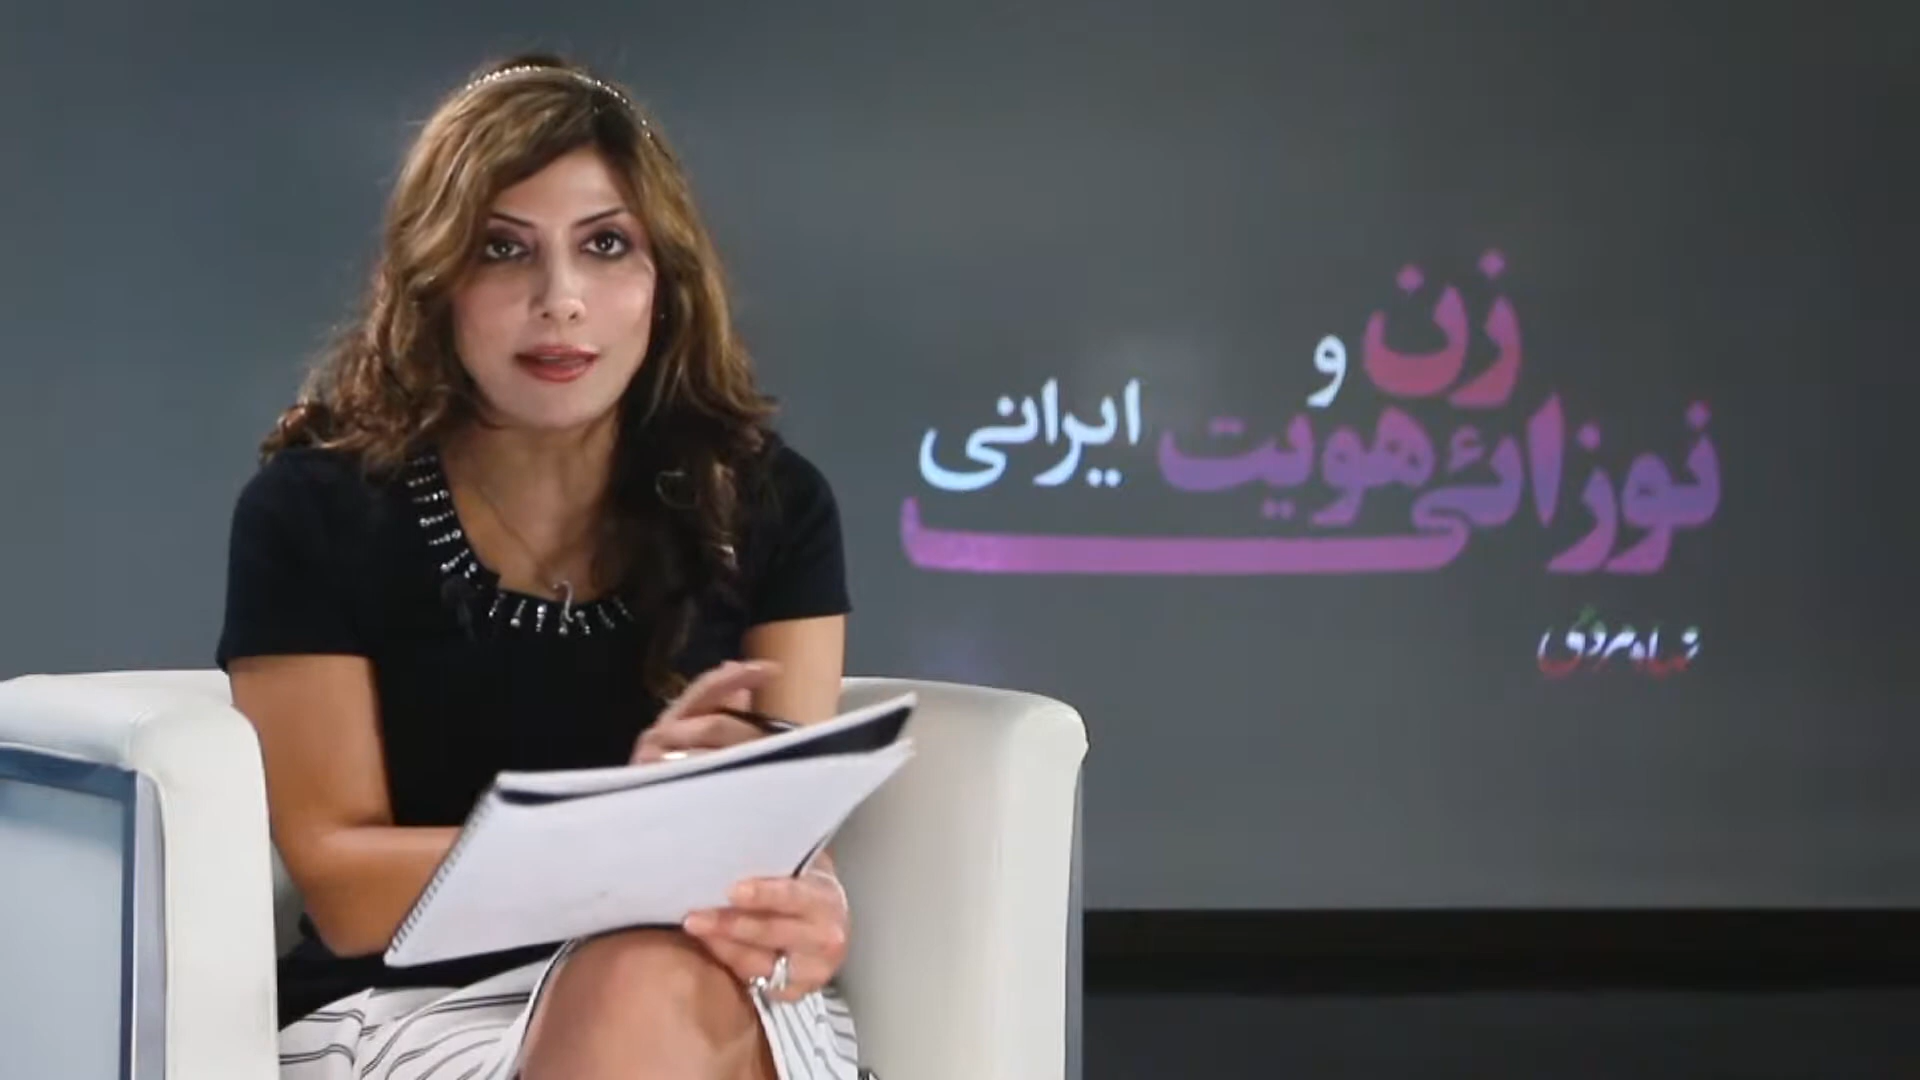 زن و
نوزائی هویت ایرانی